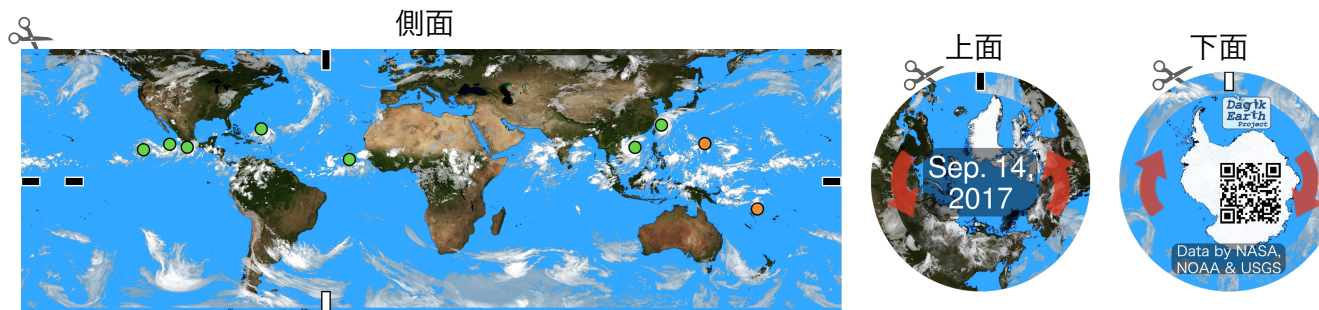 側面
上面
下面
Sep. 14,
2017
Dagik
Earth
Project
Data by NASA,
NOAA & USGS